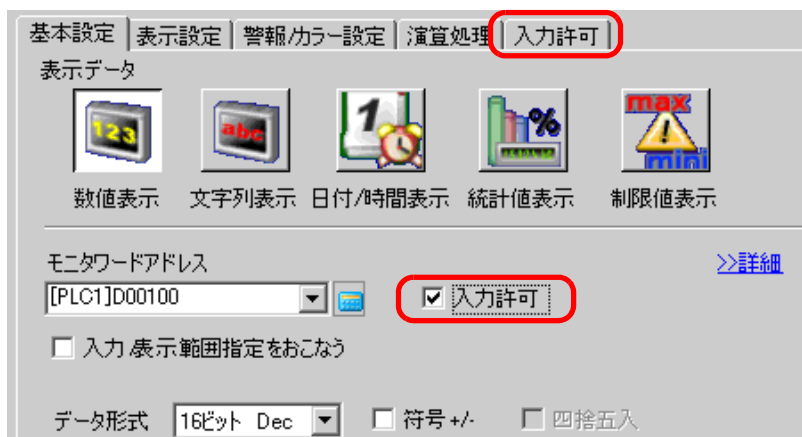 基本設定 表示設定 警報/カラー設定 演算処理 入力許可
表示データ
123 abc 1 % max mini
数値表示 文字列表示 日付/時間表示 統計値表示 制限値表示
モニタワードアドレス >>詳細
[PLC1]D00100 入力許可
入力/表示範囲指定をおこなう
データ形式 16ビット Dec 符号+/- 四捨五入